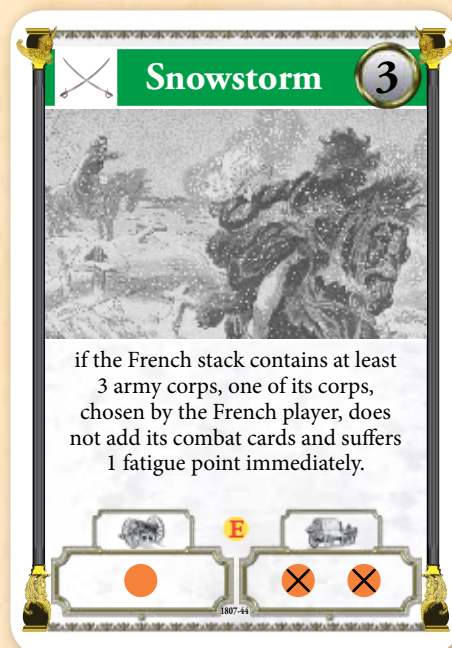 Snowstorm 3
if the French stack contains at least
3 army corps, one of its corps,
chosen by the French player, does
not add its combat cards and suffers
1 fatigue point immediately.
E
1807-44